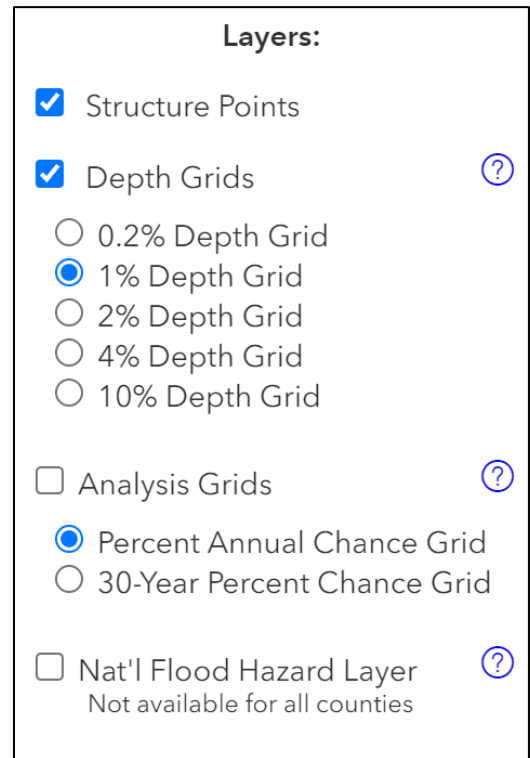 Layers:
Structure Points
Depth Grids
?
0.2% Depth Grid
1% Depth Grid
2% Depth Grid
4% Depth Grid
10% Depth Grid
Analysis Grids
?
Percent Annual Chance Grid
30-Year Percent Chance Grid
Nat'l Flood Hazard Layer
?
Not available for all counties